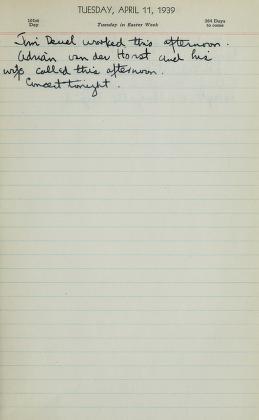 TUESDAY, APRIL 11, 1939
101st Day
Tuesday in Easter Week
264 Days to come
Jim Deuel worked this afternoon.
Adrian van der Horst and his
wife called this afternoon.
Concert tonight.